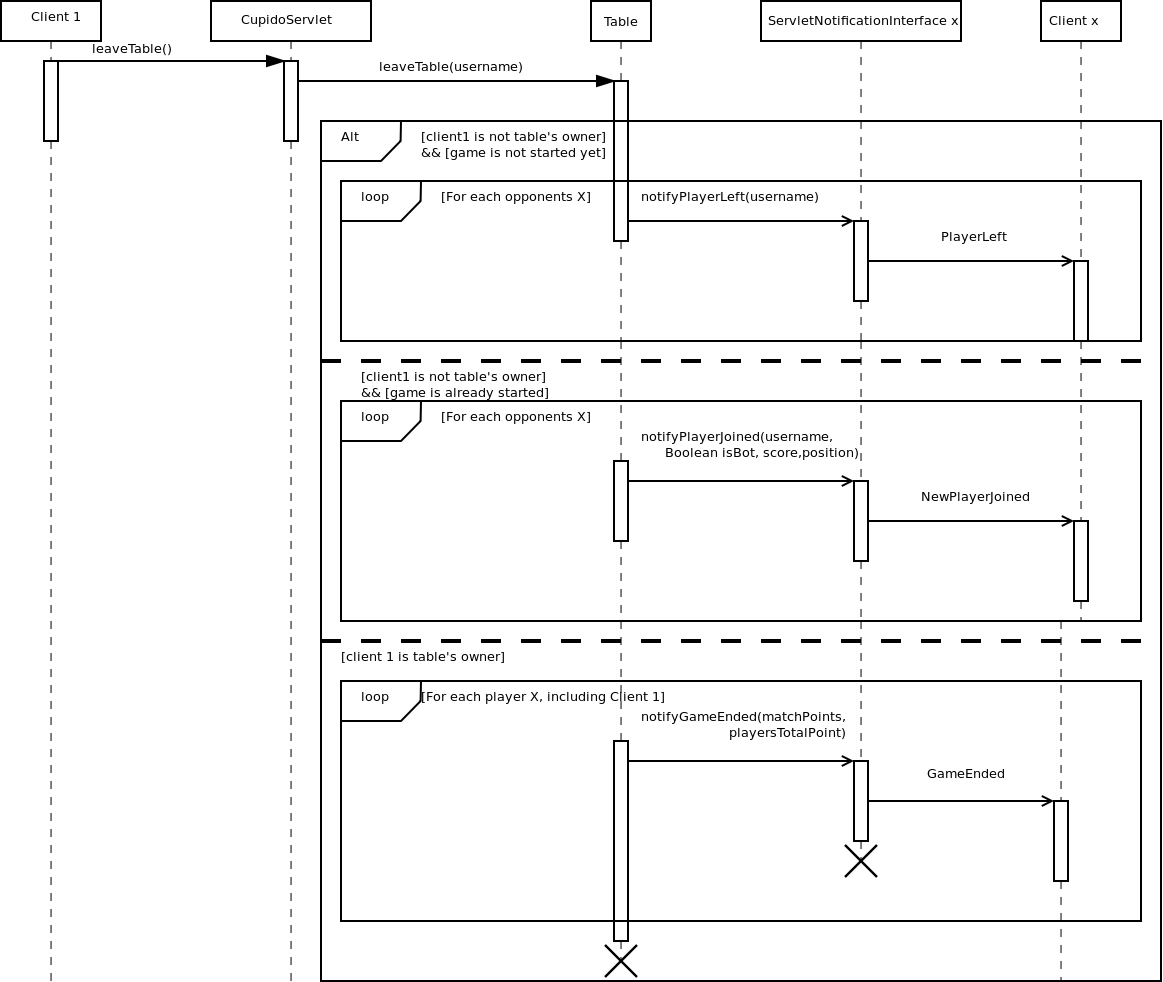 Client 1
CupidoServlet
Table
ServletNotificationInterface x
Client x
leaveTable()
leaveTable(username)
Alt
[client1 is not table's owner]
&& [game is not started yet]
loop
[For each opponents X]
notifyPlayerLeft(username)
PlayerLeft
[client1 is not table's owner]
&& [game is already started]
loop
[For each opponents X]
notifyPlayerJoined(username,
Boolean isBot, score,position)
NewPlayerJoined
[client 1 is table's owner]
loop
[For each player X, including Client 1]
notifyGameEnded(matchPoints,
playersTotalPoint)
GameEnded